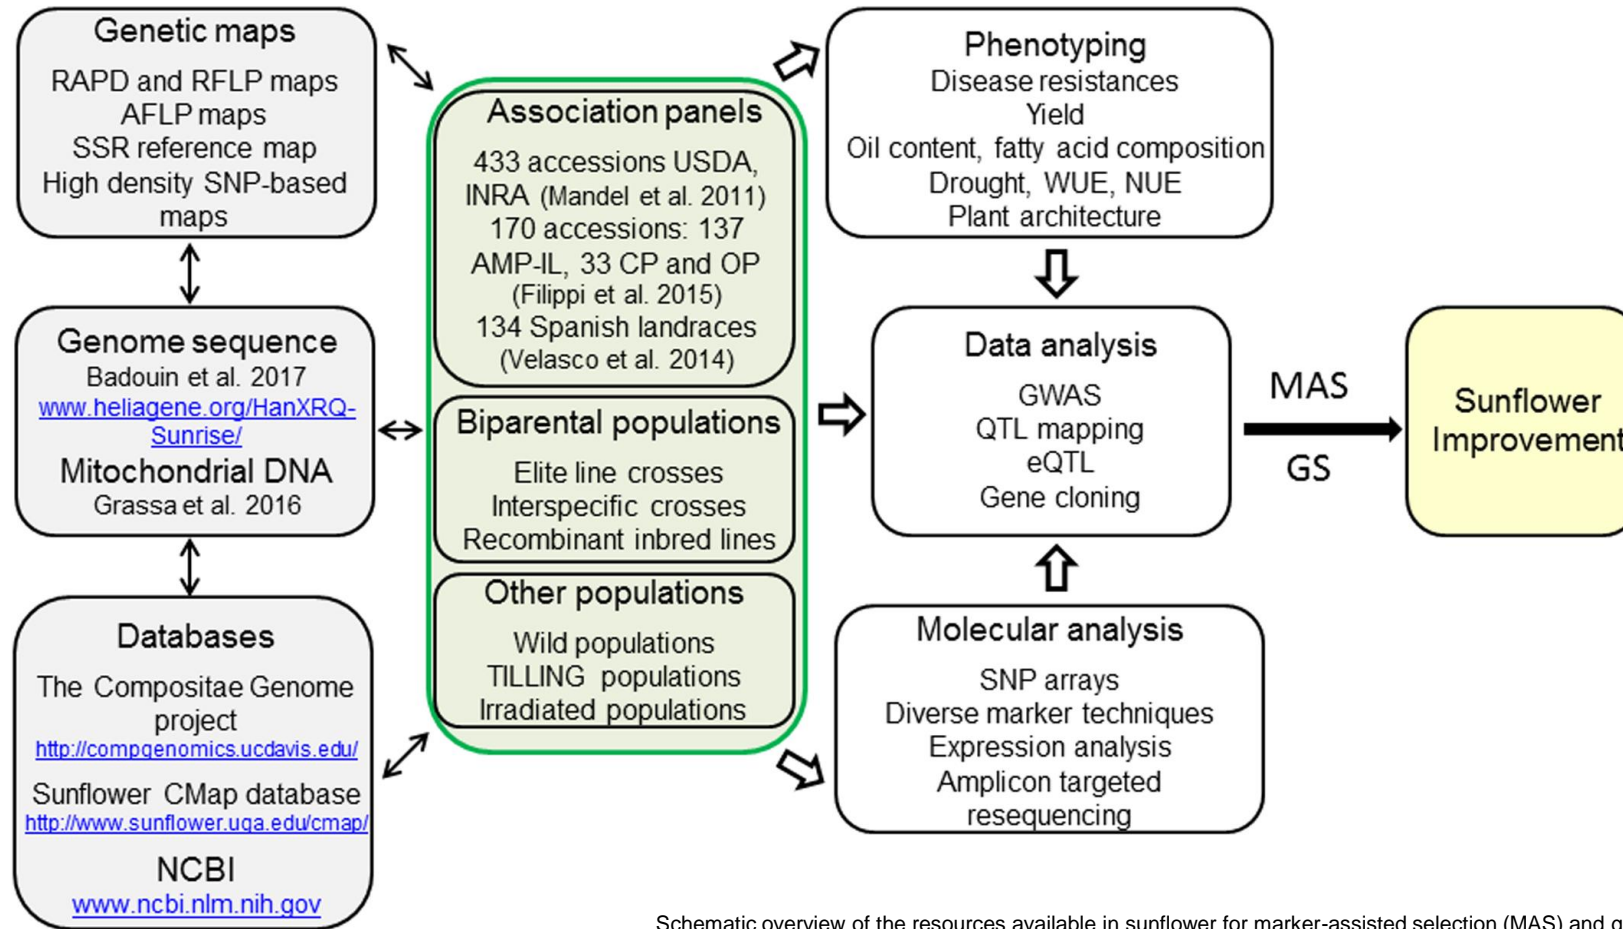 Genetic maps
RAPD and RFLP maps
AFLP maps
SSR reference map
High density SNP-based
maps
Genome sequence
Badouin et al. 2017
www.heliagene.org/HanXRQ-
Sunrise/
Mitochondrial DNA
Grassa et al. 2016
Databases
The Compositae Genome
project
http://compgenomics.ucdavis.edu/
Sunflower CMap database
http://www.sunflower.uga.edu/cmap/
NCBI
www.ncbi.nlm.nih.gov
Association panels
433 accessions USDA,
INRA (Mandel et al. 2011)
170 accessions: 137
AMP-IL, 33 CP and OP
(Filippi et al. 2015)
134 Spanish landraces
(Velasco et al. 2014)
Biparental populations
Elite line crosses
Interspecific crosses
Recombinant inbred lines
Other populations
Wild populations
TILLING populations
Irradiated populations
Phenotyping
Disease resistances
Yield
Oil content, fatty acid composition
Drought, WUE, NUE
Plant architecture
Data analysis
GWAS
QTL mapping
eQTL
Gene cloning
Molecular analysis
SNP arrays
Diverse marker techniques
Expression analysis
Amplicon targeted
resequencing
MAS
GS
Sunflower
Improvement
Schematic overview of the resources available in sunflower for marker-assisted selection (MAS) and